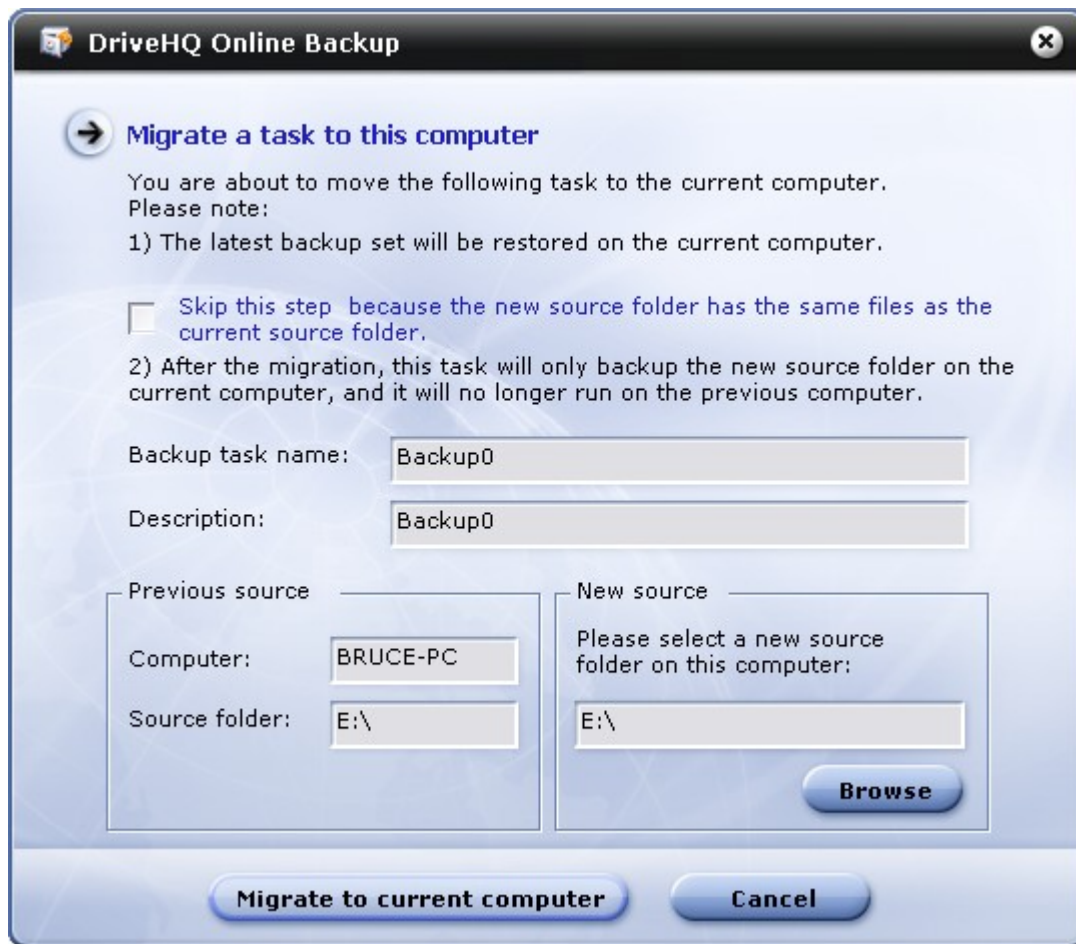 DriveHQ Online Backup
Migrate a task to this computer
You are about to move the following task to the current computer.
Please note:
1) The latest backup set will be restored on the current computer.
Skip this step  because the new source folder has the same files as the
current source folder.
2) After the migration, this task will only backup the new source folder on the
current computer, and it will no longer run on the previous computer.
Backup task name: Backup0
Description: Backup0
Previous source
Computer: BRUCE-PC
Source folder: E:\
New source
Please select a new source
folder on this computer:
E:\
Browse
Migrate to current computer Cancel